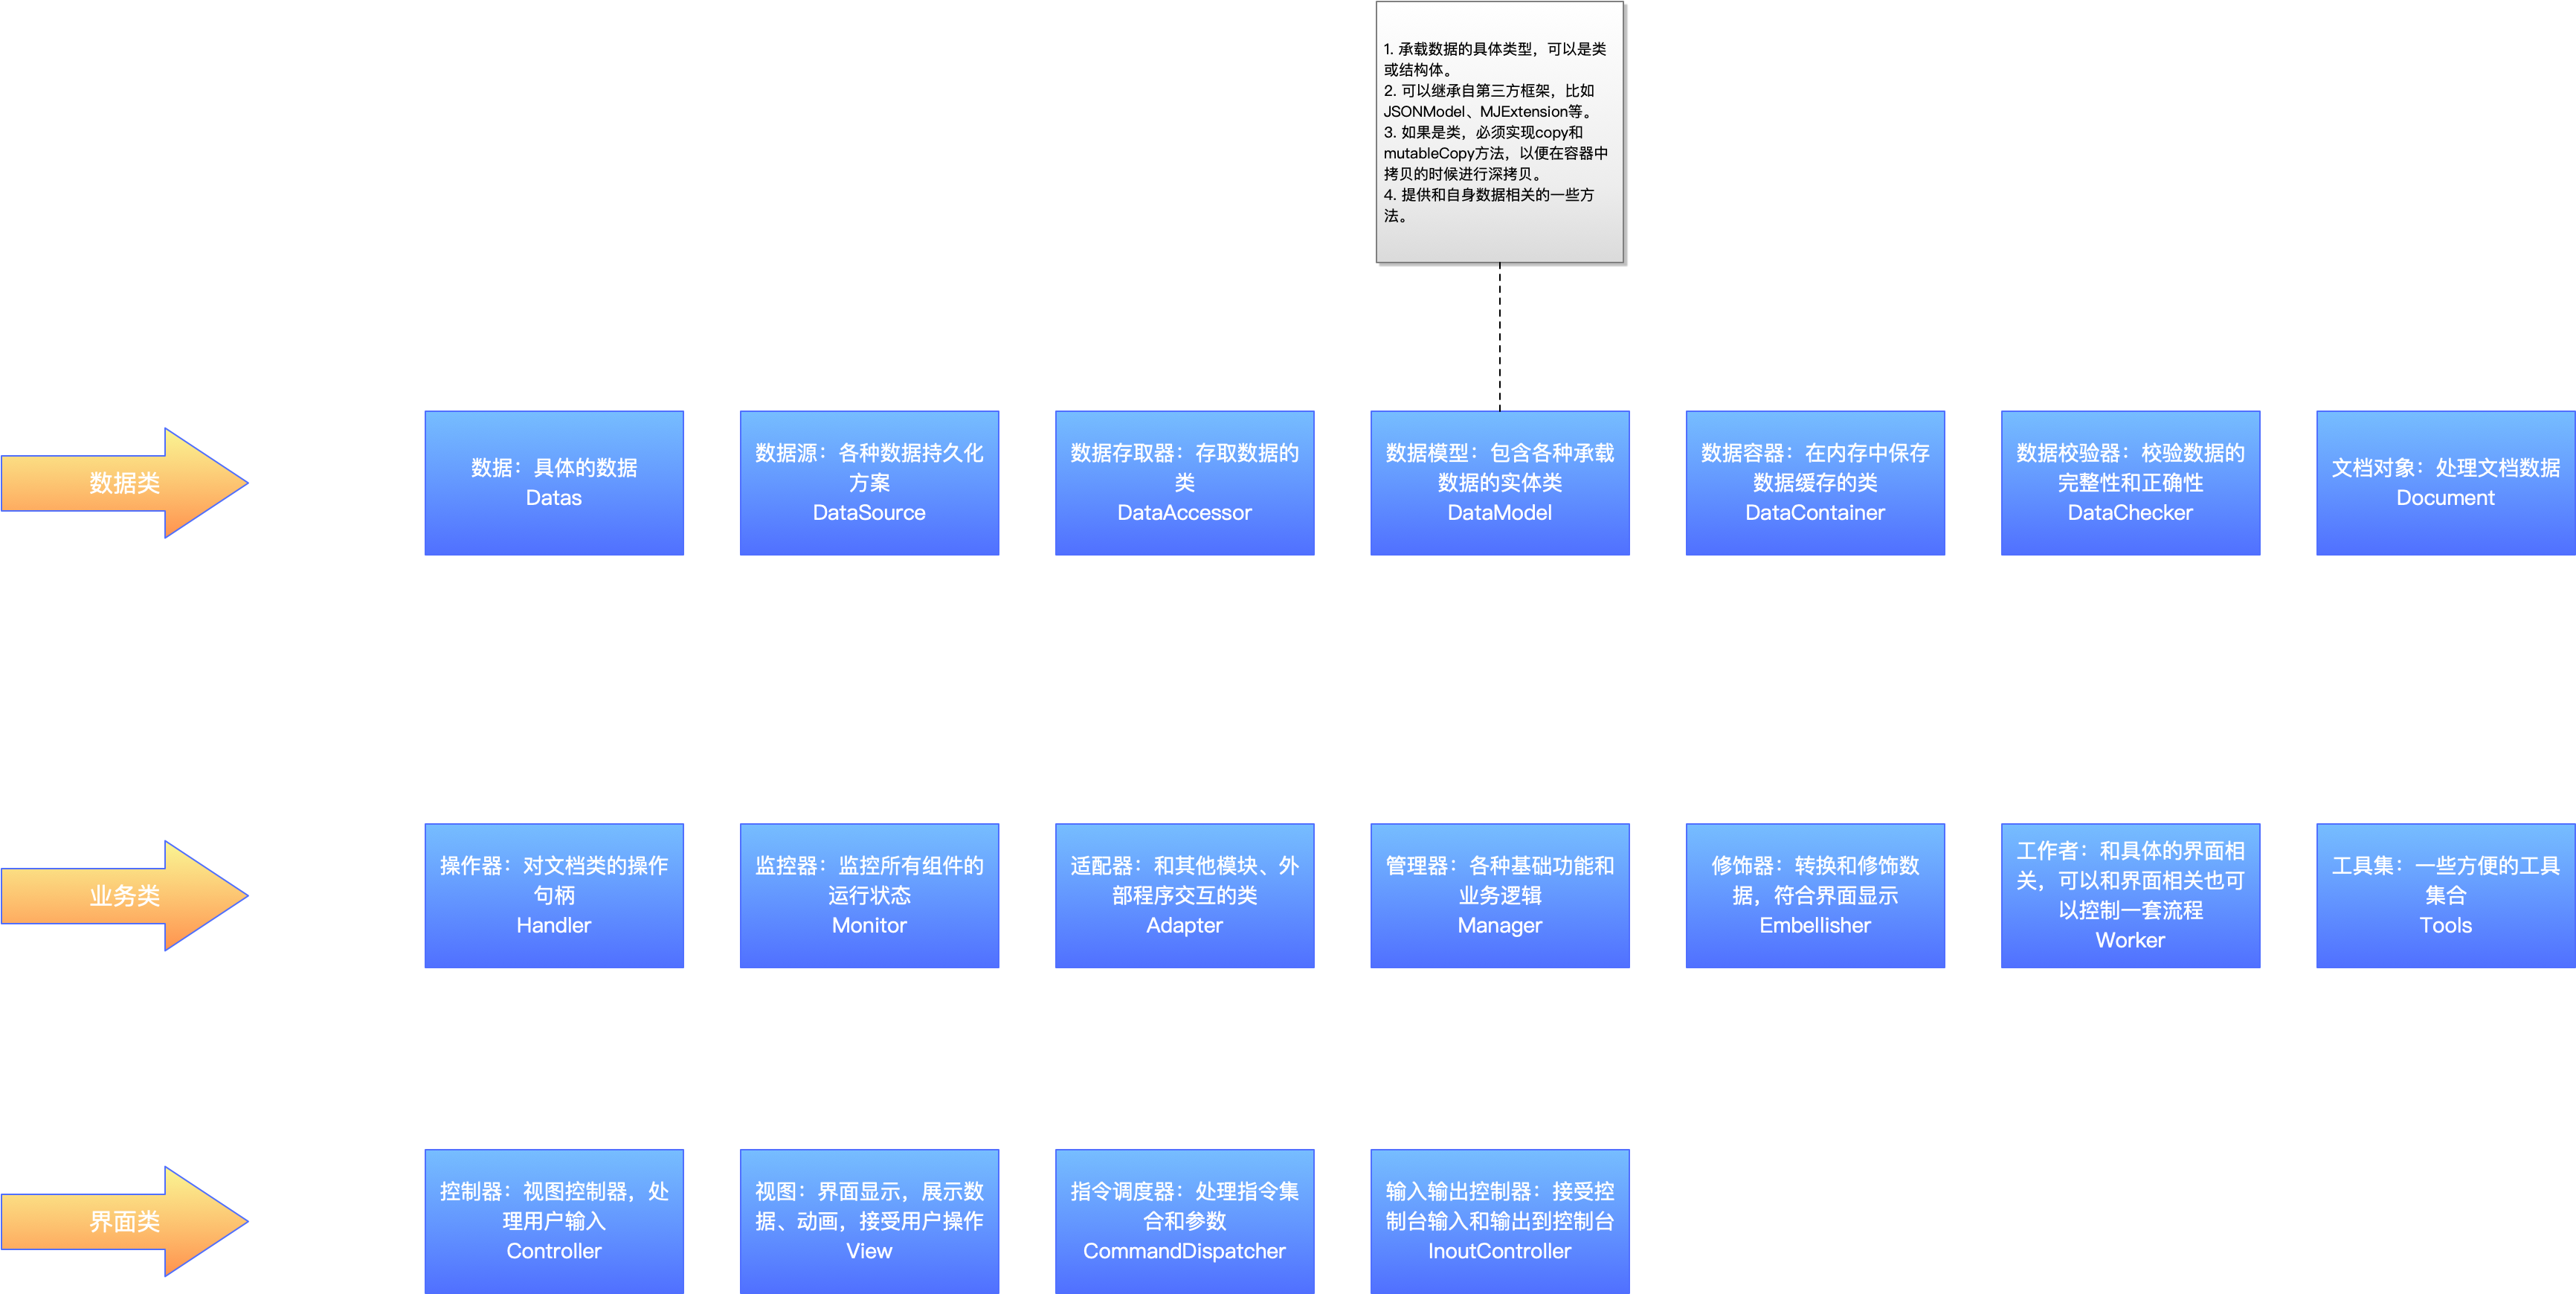 1. 承载数据的具体类型，可以是类
或结构体。
2. 可以继承自第三方框架，比如
JSONModel、MJExtension等。
3. 如果是类，必须实现copy和
mutableCopy方法，以便在容器中
拷贝的时候进行深拷贝。
4. 提供和自身数据相关的一些方
法。
数据类
数据：具体的数据
Datas
数据源：各种数据持久化
方案
DataSource
数据存取器：存取数据的
类
DataAccessor
数据模型：包含各种承载
数据的实体类
DataModel
数据容器：在内存中保存
数据缓存的类
DataContainer
数据校验器：校验数据的
完整性和正确性
DataChecker
文档对象：处理文档数据
Document
业务类
操作器：对文档类的操作
句柄
Handler
监控器：监控所有组件的
运行状态
Monitor
适配器：和其他模块、外
部程序交互的类
Adapter
管理器：各种基础功能和
业务逻辑
Manager
修饰器：转换和修饰数
据，符合界面显示
Embellisher
工作者：和具体的界面相
关，可以和界面相关也可
以控制一套流程
Worker
工具集：一些方便的工具
集合
Tools
界面类
控制器：视图控制器，处
理用户输入
Controller
视图：界面显示，展示数
据、动画，接受用户操作
View
指令调度器：处理指令集
合和参数
CommandDispatcher
输入输出控制器：接受控
制台输入和输出到控制台
InoutController